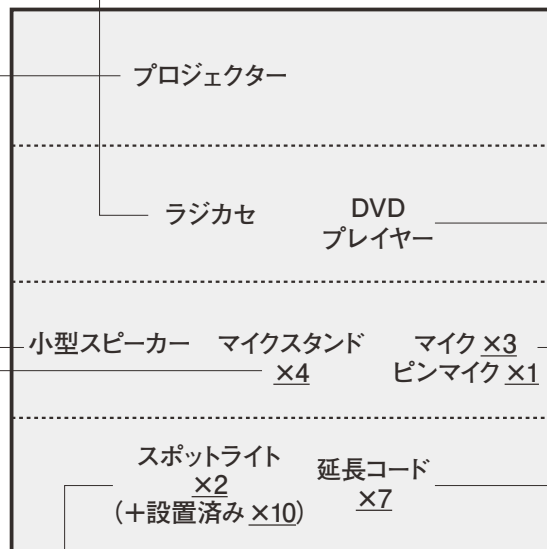 プロジェクター
ラジカセ
DVD
プレイヤー
小型スピーカー
マイクスタンド
×4
マイク ×3
ピンマイク ×1
スポットライト
×2
(＋設置済み ×10)
延長コード
×7